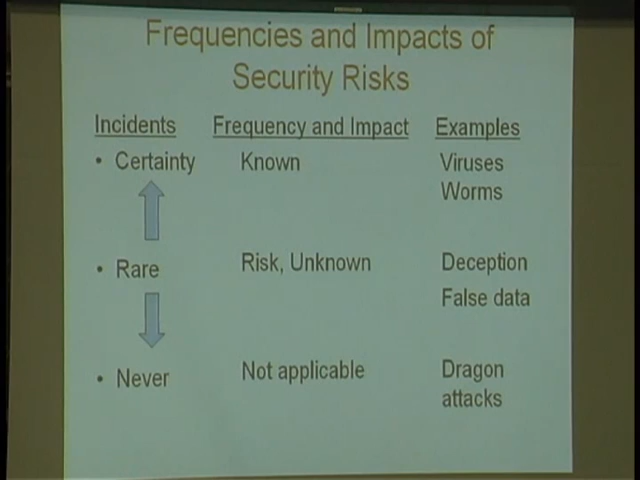 Frequencies and Impacts of
Security Risks
Incidents Frequency and Impact Examples
• Certainty Known Viruses
Worms
• Rare Risk, Unknown Deception
False data
• Never Not applicable Dragon
attacks